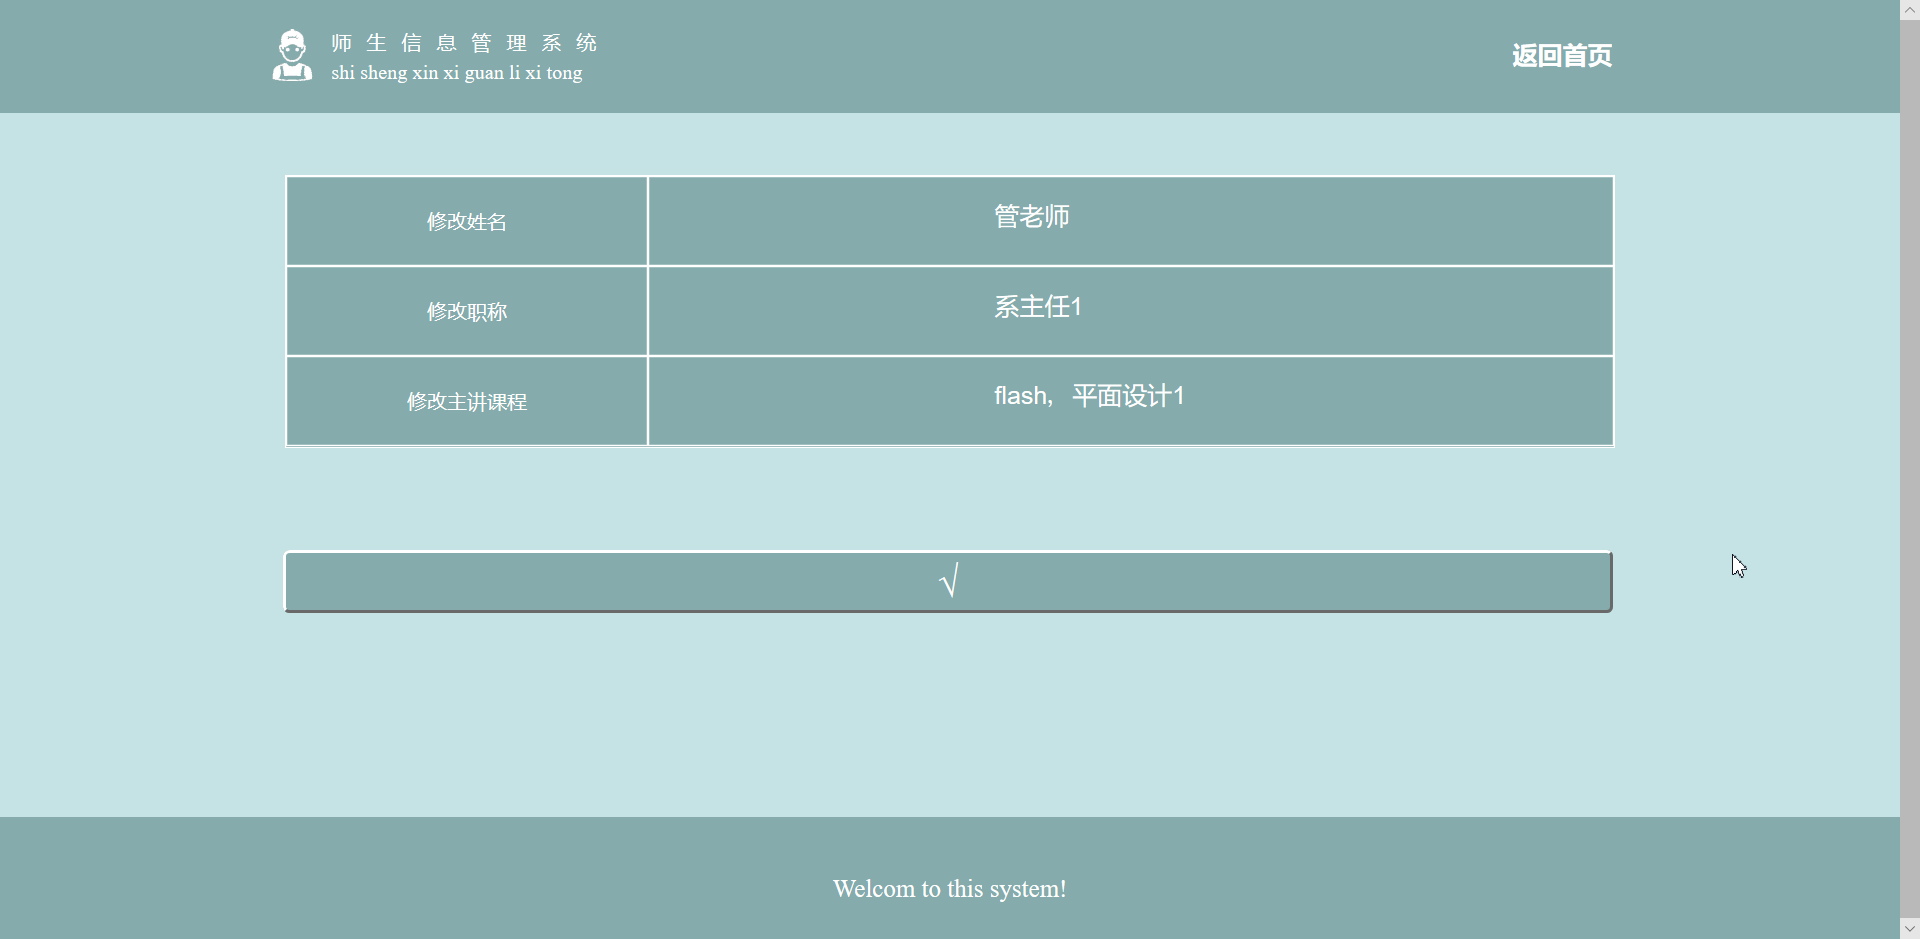 师生信息管理系统
shi sheng xin xi guan li xi tong
返回首页
修改姓名 管老师
修改职称 系主任1
修改主讲课程 flash，平面设计1
√
Welcom to this system!